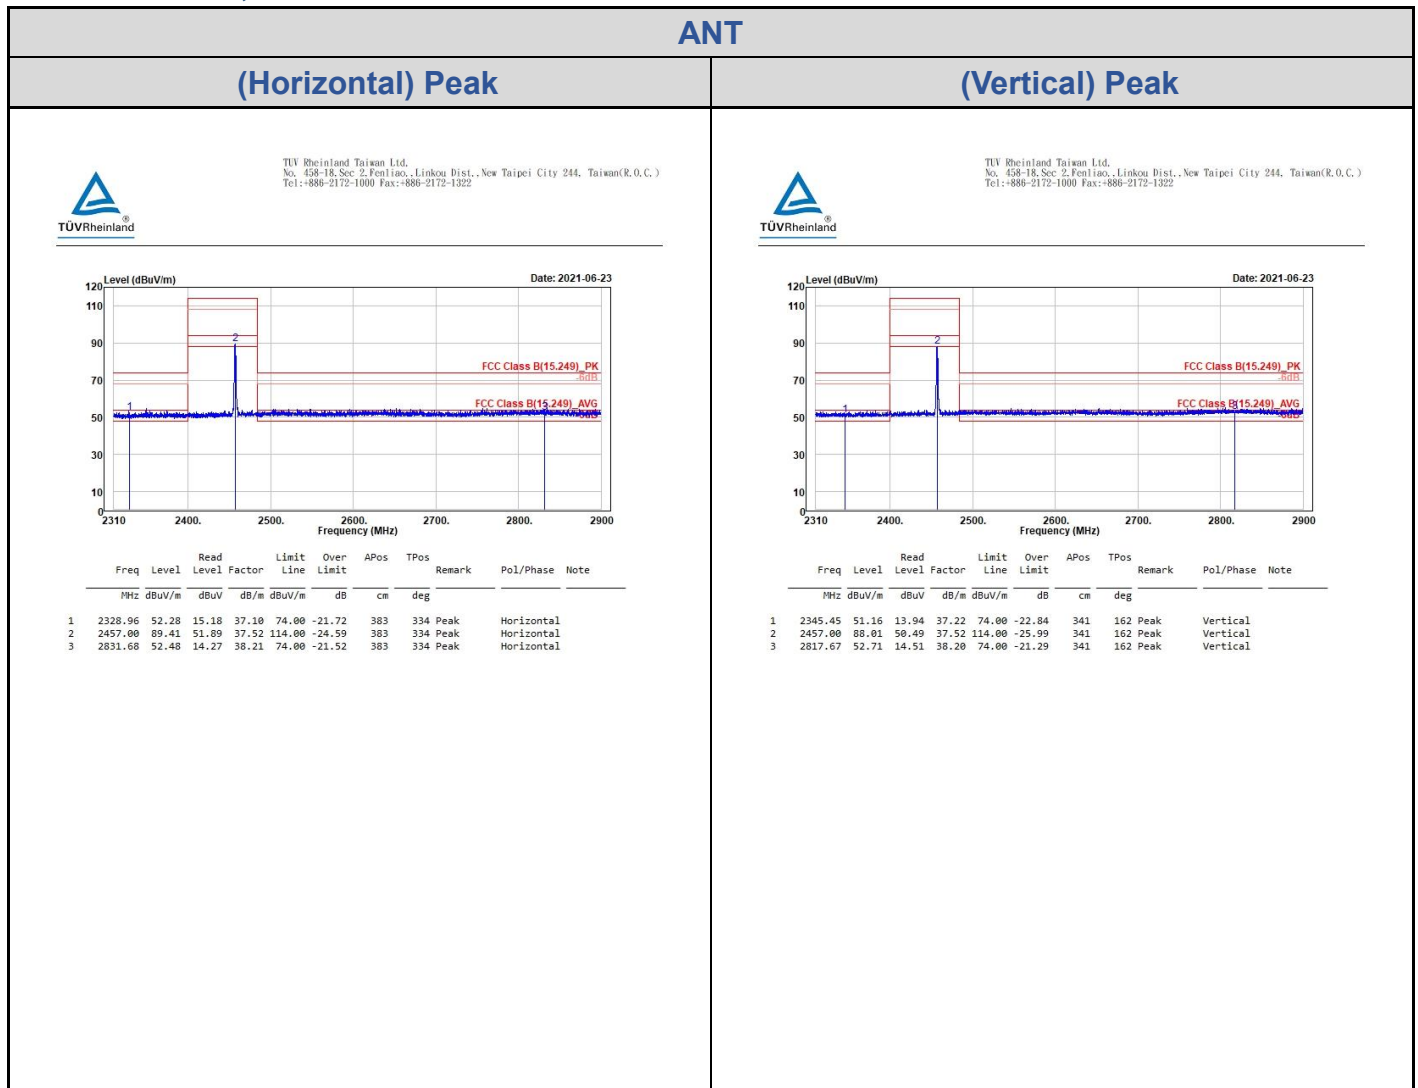 ANT
(Horizontal) Peak
(Vertical) Peak
TUV Rheinland Taiwan Ltd.
No. 458-18.Sec 2.Fenliao..Linkou Dist..New Taipei City 244. Taiwan(R.O.C.)
Tel:+886-2172-1000 Fax:+886-2172-1322
TÜVRheinland®
Level (dBuV/m)
Date: 2021-06-23
120
110
90
70
50
30
10
0
2
1
3
FCC Class B(15.249)_PK
-6dB
FCC Class B(15.249)_AVG
-6dB
2310 2400. 2500. 2600. 2700. 2800. 2900
Frequency (MHz)
Read Limit Over APos TPos
Freq Level Level Factor Line Limit Remark Pol/Phase Note
MHz dBuV/m dBuV dB/m dBuV/m dB cm deg
1 2328.96 52.28 15.18 37.10 74.00 -21.72 383 334 Peak Horizontal
2 2457.00 89.41 51.89 37.52 114.00 -24.59 383 334 Peak Horizontal
3 2831.68 52.48 14.27 38.21 74.00 -21.52 383 334 Peak Horizontal
TUV Rheinland Taiwan Ltd.
No. 458-18.Sec 2.Fenliao..Linkou Dist..New Taipei City 244. Taiwan(R.O.C.)
Tel:+886-2172-1000 Fax:+886-2172-1322
TÜVRheinland®
Level (dBuV/m)
Date: 2021-06-23
120
110
90
70
50
30
10
0
2
1
3
FCC Class B(15.249)_PK
-6dB
FCC Class B(15.249)_AVG
-6dB
2310 2400. 2500. 2600. 2700. 2800. 2900
Frequency (MHz)
Read Limit Over APos TPos
Freq Level Level Factor Line Limit Remark Pol/Phase Note
MHz dBuV/m dBuV dB/m dBuV/m dB cm deg
1 2345.45 51.16 13.94 37.22 74.00 -22.84 341 162 Peak Vertical
2 2457.00 88.01 50.49 37.52 114.00 -25.99 341 162 Peak Vertical
3 2817.67 52.71 14.51 38.20 74.00 -21.29 341 162 Peak Vertical